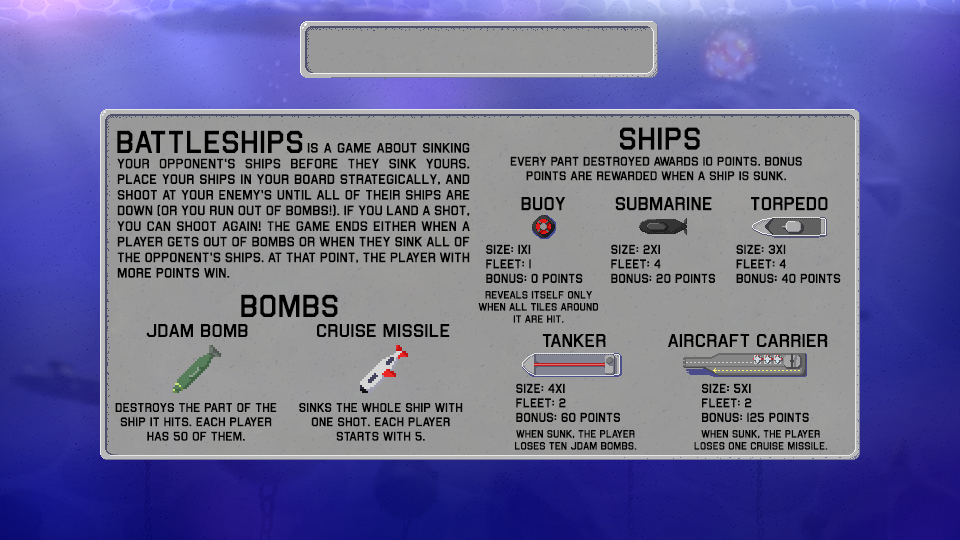 BATTLESHIPS IS A GAME ABOUT SINKING
YOUR OPPONENT'S SHIPS BEFORE THEY SINK YOURS.
PLACE YOUR SHIPS IN YOUR BOARD STRATEGICALLY, AND
SHOOT AT YOUR ENEMY'S UNTIL ALL OF THEIR SHIPS ARE
DOWN (OR YOU RUN OUT OF BOMBS!). IF YOU LAND A SHOT,
YOU CAN SHOOT AGAIN! THE GAME ENDS EITHER WHEN A
PLAYER GETS OUT OF BOMBS OR WHEN THEY SINK ALL OF
THE OPPONENT'S SHIPS. AT THAT POINT, THE PLAYER WITH
MORE POINTS WIN.
BOMBS
JDAM BOMB
DESTROYS THE PART OF THE
SHIP IT HITS. EACH PLAYER
HAS 50 OF THEM.
CRUISE MISSILE
SINKS THE WHOLE SHIP WITH
ONE SHOT. EACH PLAYER
STARTS WITH 5.
SHIPS
EVERY PART DESTROYED AWARDS 10 POINTS. BONUS
POINTS ARE REWARDED WHEN A SHIP IS SUNK.
BUOY
SIZE: 1X1
FLEET: 1
BONUS: 0 POINTS
REVEALS ITSELF ONLY
WHEN ALL TILES AROUND
IT ARE HIT.
SUBMARINE
SIZE: 2X1
FLEET: 4
BONUS: 20 POINTS
TORPEDO
SIZE: 3X1
FLEET: 4
BONUS: 40 POINTS
TANKER
SIZE: 4X1
FLEET: 2
BONUS: 60 POINTS
WHEN SUNK, THE PLAYER
LOSES TEN JDAM BOMBS.
AIRCRAFT CARRIER
SIZE: 5X1
FLEET: 2
BONUS: 125 POINTS
WHEN SUNK, THE PLAYER
LOSES ONE CRUISE MISSILE.